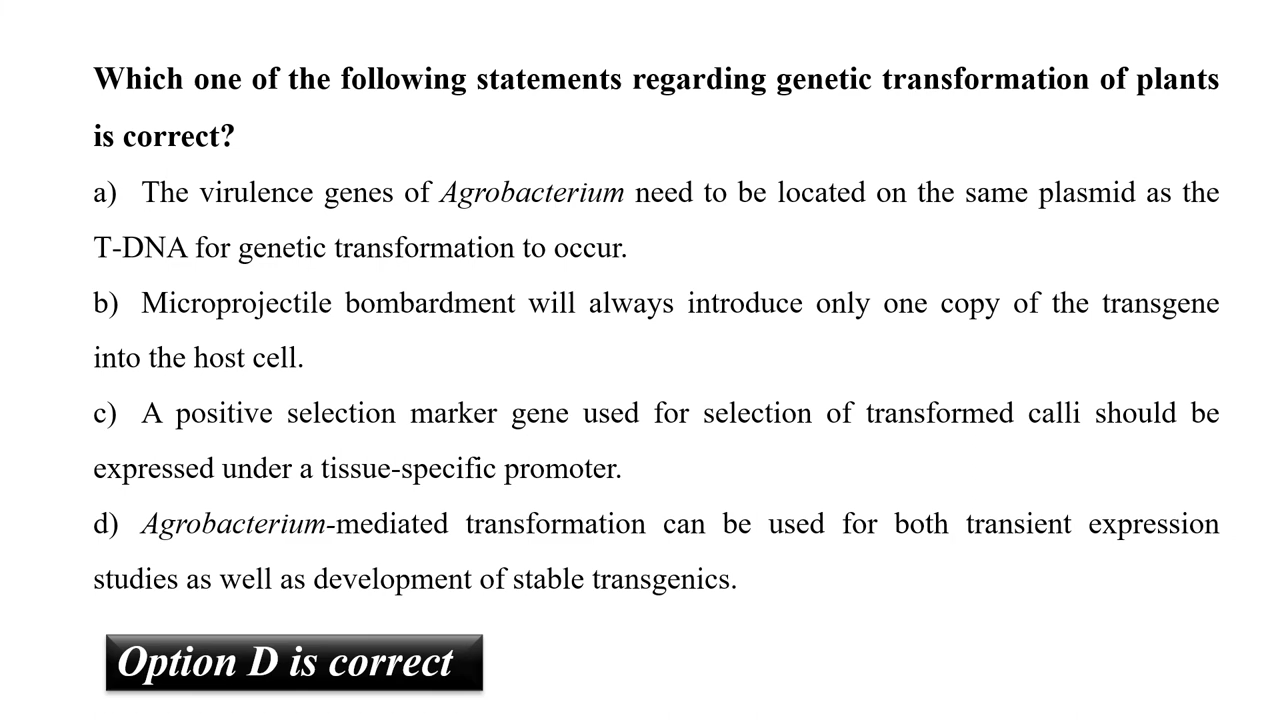 Which one of the following statements regarding genetic transformation of plants
is correct?
a) The virulence genes of Agrobacterium need to be located on the same plasmid as the
T-DNA for genetic transformation to occur.
b) Microprojectile bombardment will always introduce only one copy of the transgene
into the host cell.
c) A positive selection marker gene used for selection of transformed calli should be
expressed under a tissue-specific promoter.
d) Agrobacterium-mediated transformation can be used for both transient expression
studies as well as development of stable transgenics.
Option D is correct